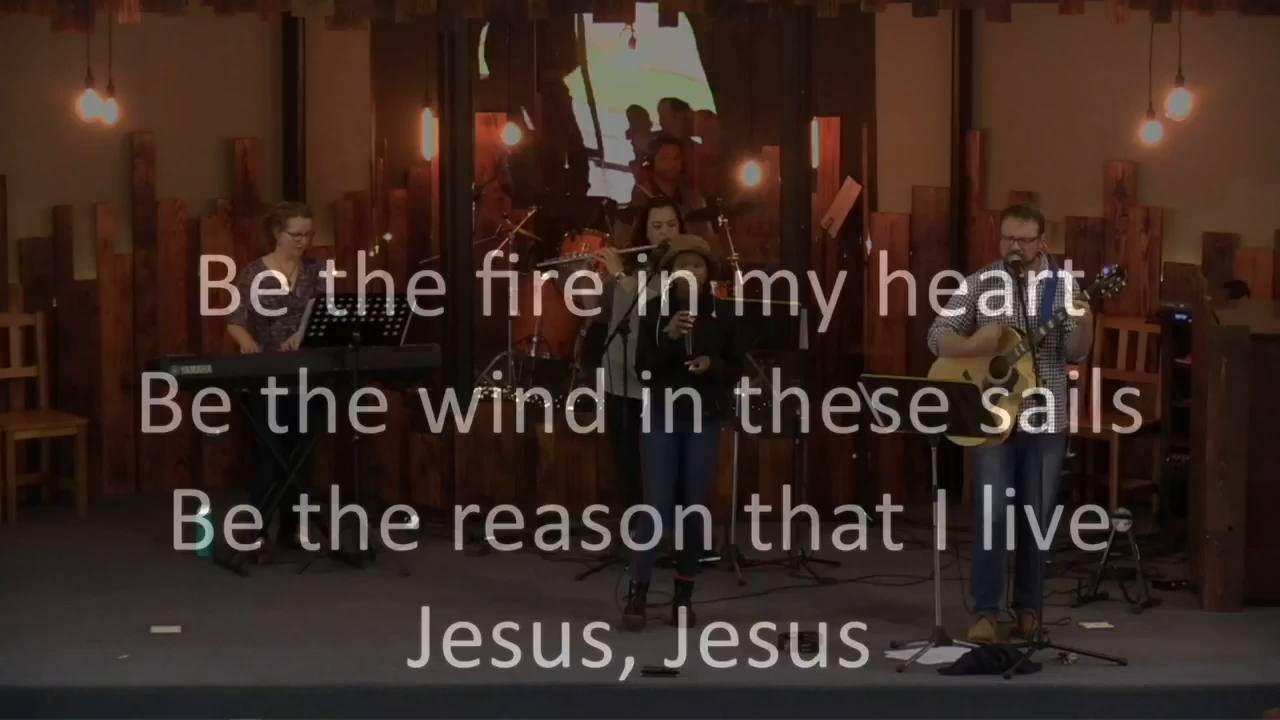 Be the fire in my heart
Be the wind in these sails
Be the reason that I live
Jesus, Jesus
YAMAHA